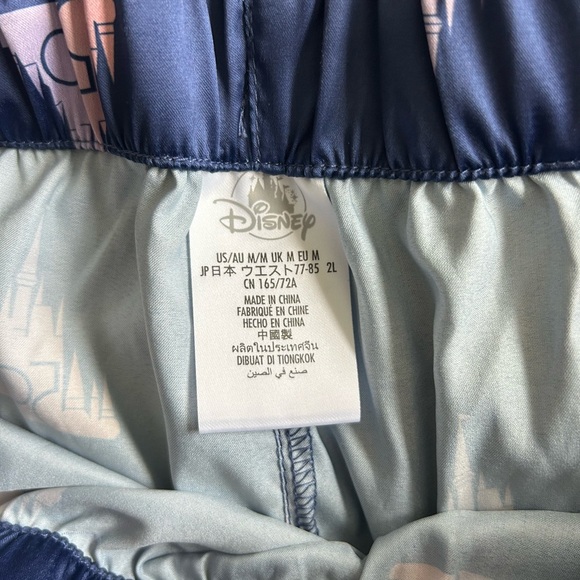 Disney
US/AU M/M UK M EU M
JP日本 ウエスト77-85 2L
CN 165/72A
MADE IN CHINA
FABRIQUÉ EN CHINE
HECHO EN CHINA
中國製
ผลิตในประเทศจีน
DIBUAT DI TIONGKOK
صنع في الصين